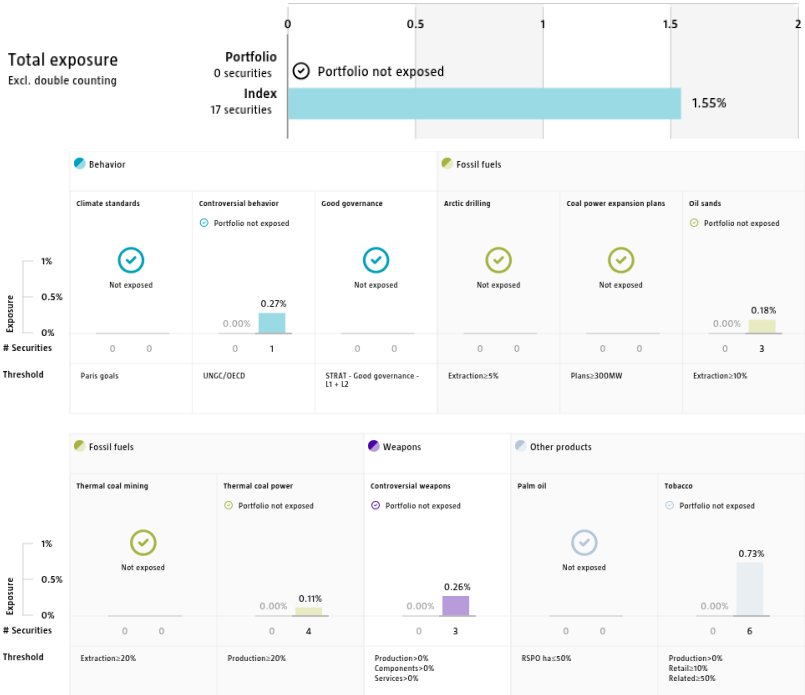 0 0.5 1 1.5 2
Total exposure
Excl. double counting
Portfolio
0 securities
Portfolio not exposed
Index
17 securities
1.55%
Behavior
Fossil fuels
Climate standards
Controversial behavior
Good governance
Arctic drilling
Coal power expansion plans
Oil sands
Portfolio not exposed
Portfolio not exposed
Exposure
1%
0.5%
0%
Not exposed
0.00% 0.27%
Not exposed
Not exposed
Not exposed
0.00% 0.18%
# Securities 0 0 0 1 0 0 0 0 0 0 0 3
Threshold
Paris goals
UNGC/OECD
STRAT - Good governance -
L1 + L2
Extraction≥5%
Plans≥300MW
Extraction≥10%
Fossil fuels
Weapons
Other products
Thermal coal mining
Thermal coal power
Controversial weapons
Palm oil
Tobacco
Portfolio not exposed
Portfolio not exposed
Portfolio not exposed
Exposure
1%
0.5%
0%
Not exposed
0.00% 0.11%
0.00% 0.26%
Not exposed
0.00% 0.73%
# Securities 0 0 0 4 0 3 0 0 0 6
Threshold
Extraction≥20%
Production≥20%
Production>0%
Components>0%
Services>0%
RSPO ha≤50%
Production>0%
Retail≥10%
Related≥50%